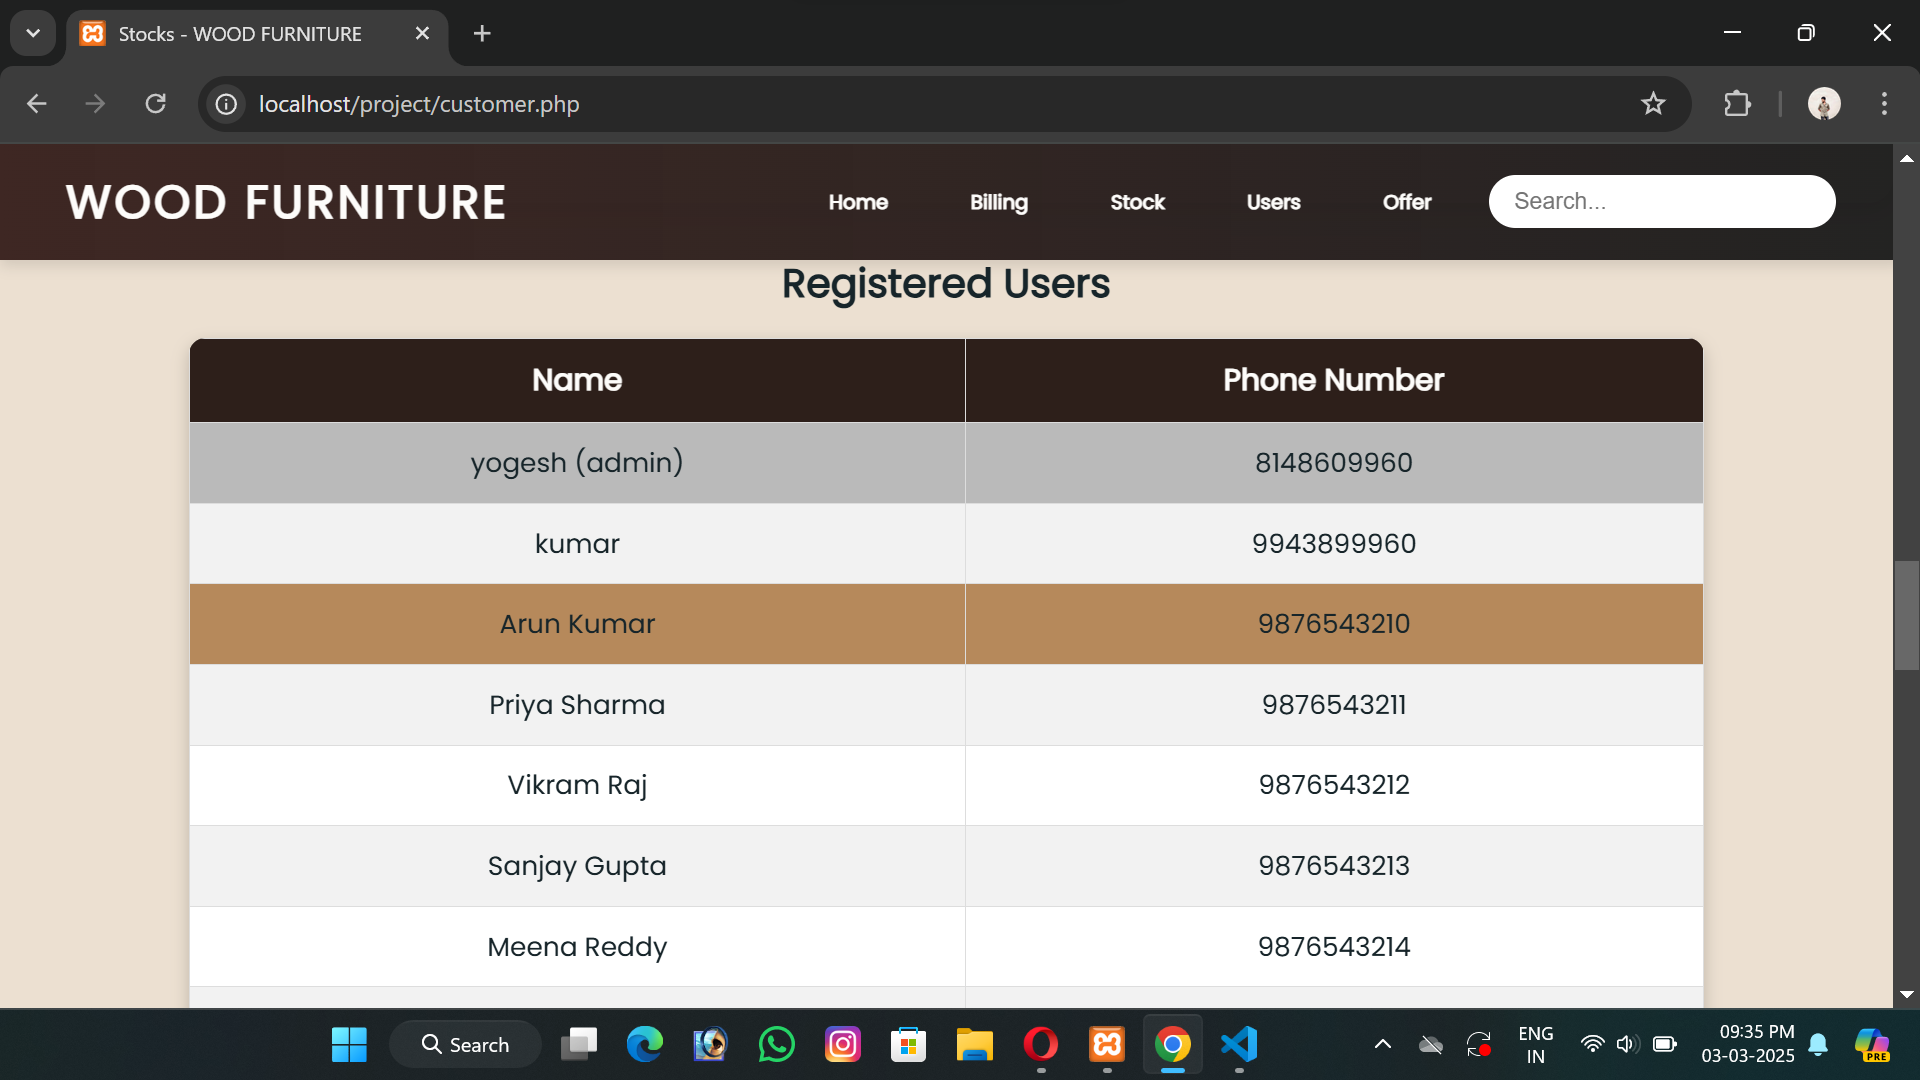 Stocks - WOOD FURNITURE
localhost/project/customer.php
WOOD FURNITURE
Home Billing Stock Users Offer Search...
Registered Users
Name Phone Number
yogesh (admin) 8148609960
kumar 9943899960
Arun Kumar 9876543210
Priya Sharma 9876543211
Vikram Raj 9876543212
Sanjay Gupta 9876543213
Meena Reddy 9876543214
Search
ENG
IN
09:35 PM
03-03-2025
PRE